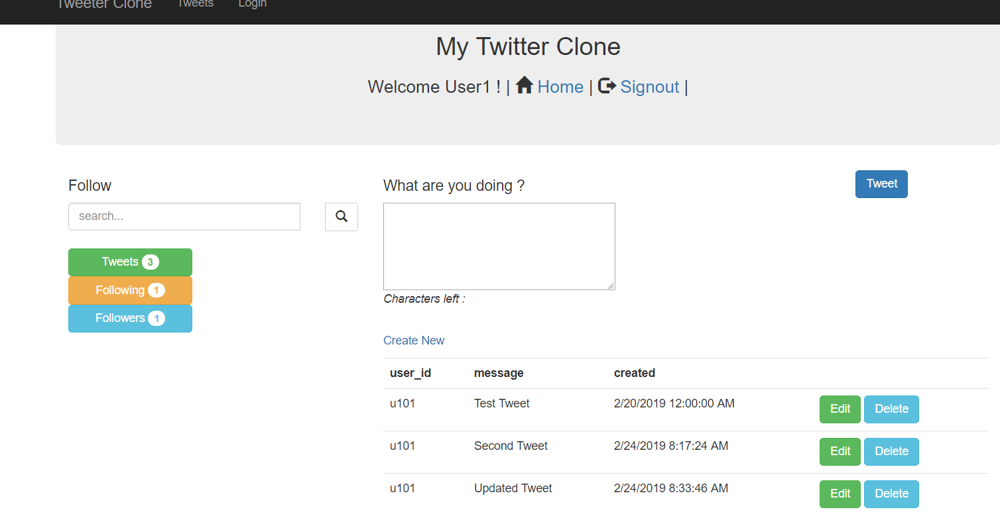 Tweeter Clone Tweets Login
My Twitter Clone
Welcome User1 ! | Home | Signout |
Follow
search...
Tweets 3
Following 1
Followers 1
What are you doing ?
Tweet
Characters left :
Create New
user_id message created
u101 Test Tweet 2/20/2019 12:00:00 AM Edit Delete
u101 Second Tweet 2/24/2019 8:17:24 AM Edit Delete
u101 Updated Tweet 2/24/2019 8:33:46 AM Edit Delete